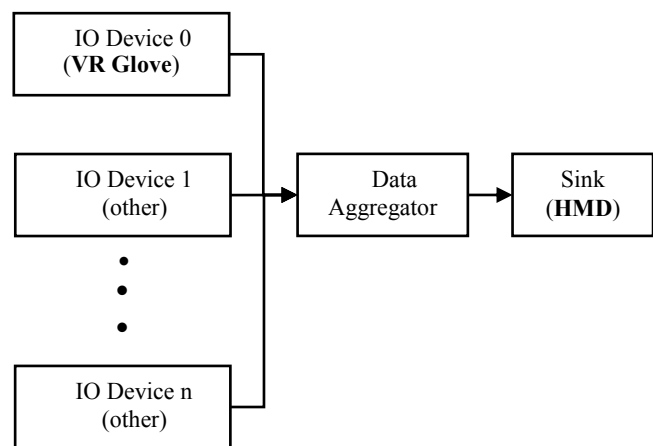 IO Device 0
(VR Glove)
IO Device 1
(other)
Data
Aggregator
Sink
(HMD)
IO Device n
(other)